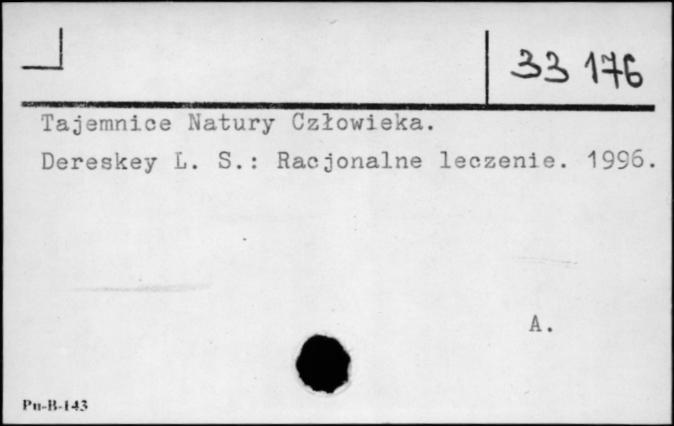 33 176
Tajemnice Natury Człowieka.
Dereskey L. S.: Racjonalne leczenie. 1996.
A.
Pu-B-143